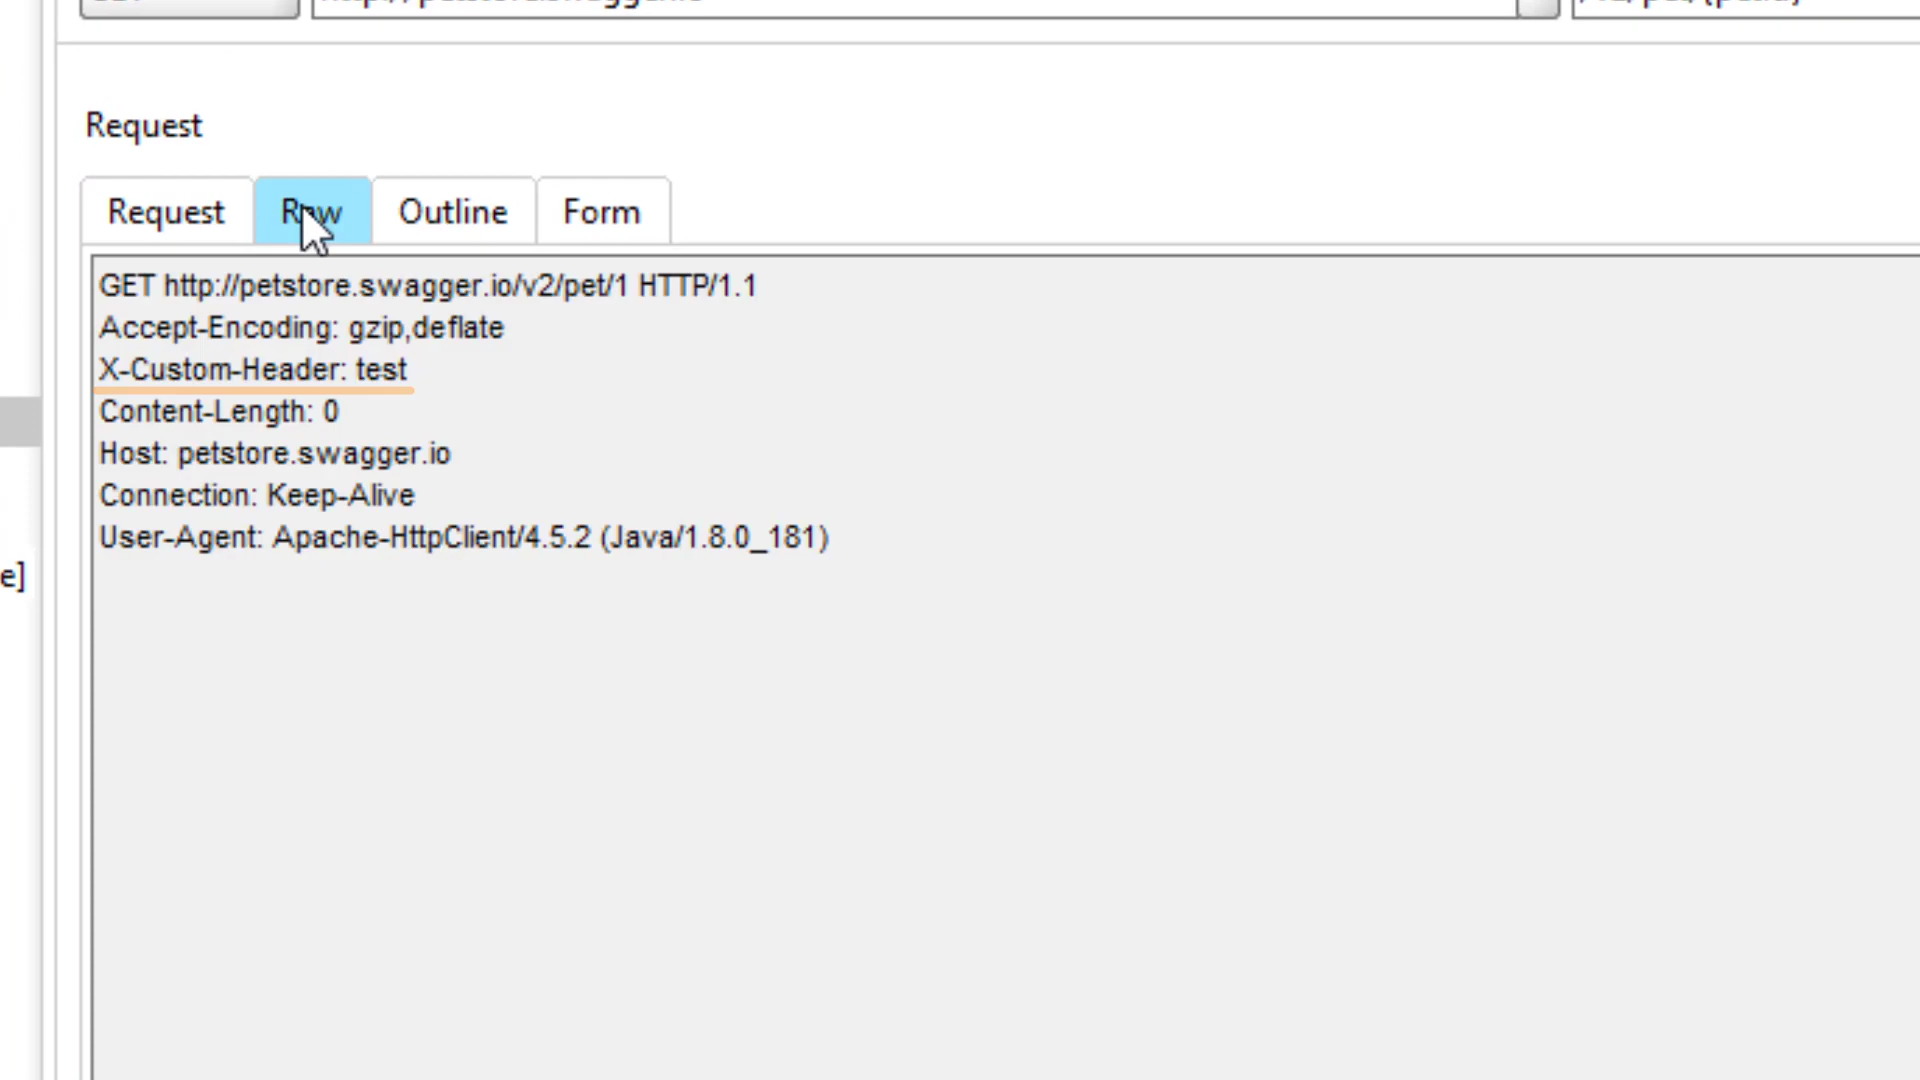 Request
Request Raw Outline Form
GET http://petstore.swagger.io/v2/pet/1 HTTP/1.1
Accept-Encoding: gzip,deflate
X-Custom-Header: test
Content-Length: 0
Host: petstore.swagger.io
Connection: Keep-Alive
User-Agent: Apache-HttpClient/4.5.2 (Java/1.8.0_181)
e]